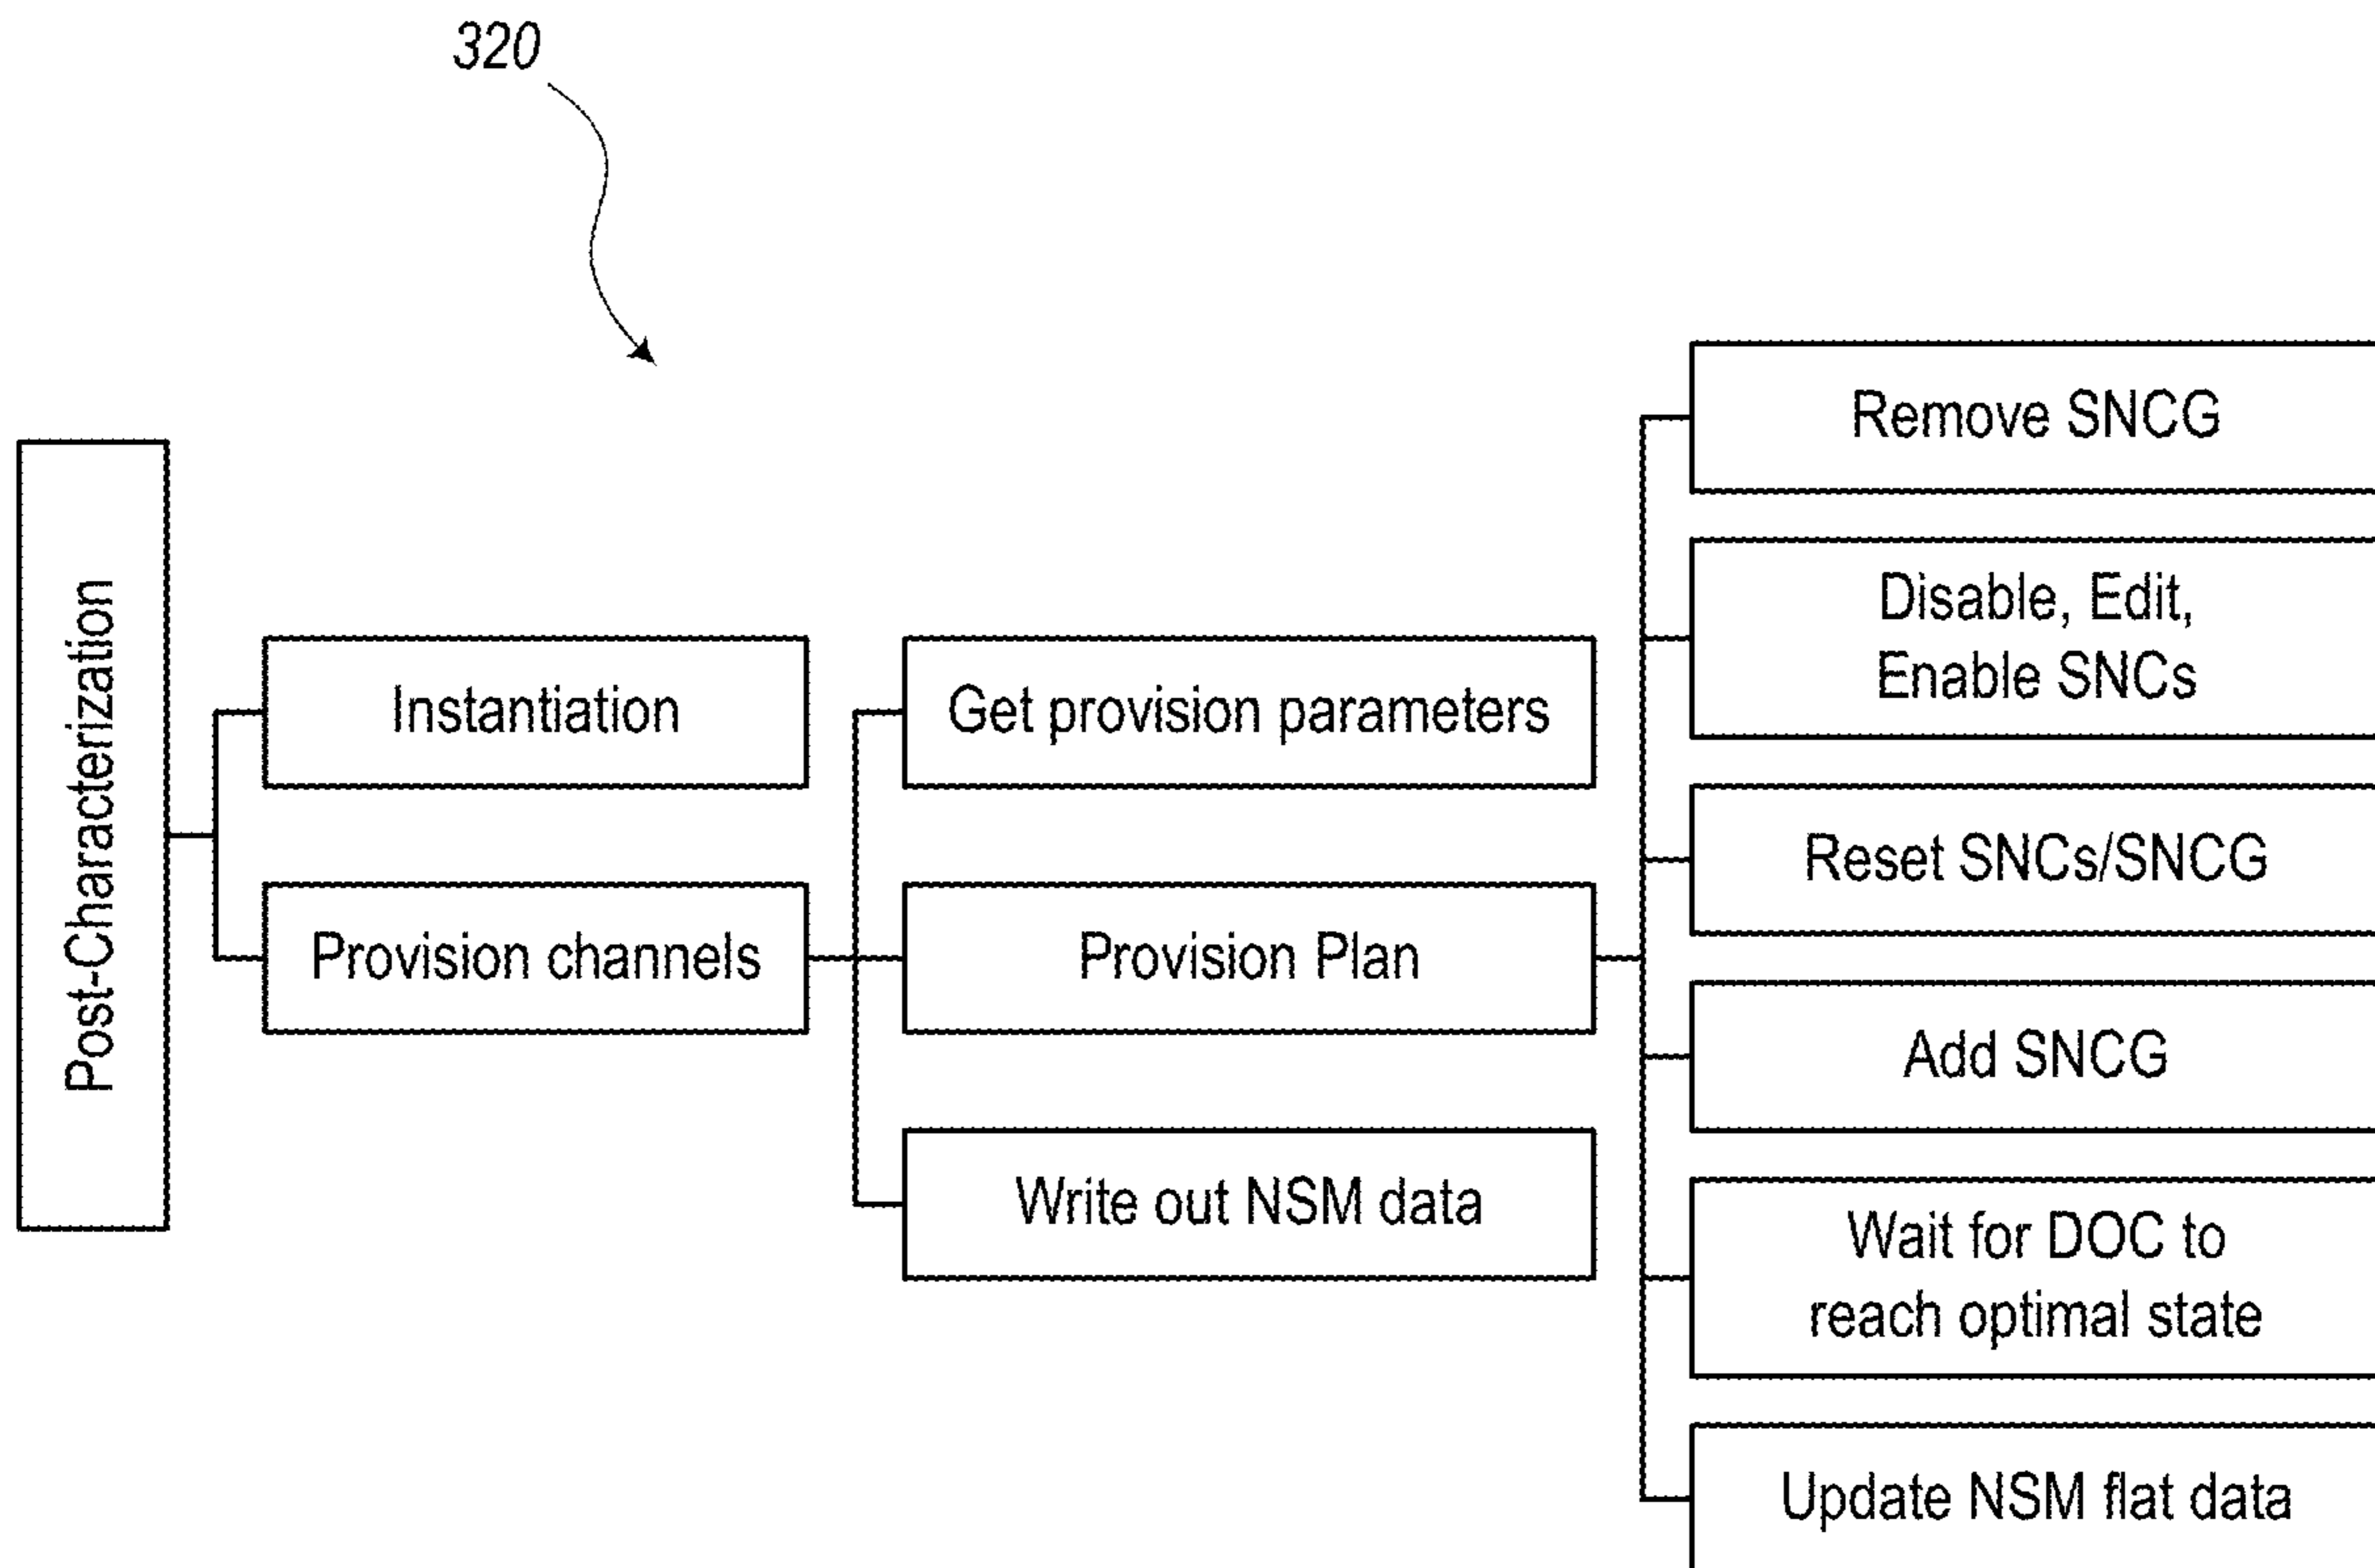 320
Post-Characterization
Instantiation
Provision channels
Get provision parameters
Provision Plan
Write out NSM data
Remove SNCG
Disable, Edit,
Enable SNCs
Reset SNCs/SNCG
Add SNCG
Wait for DOC to
reach optimal state
Update NSM flat data